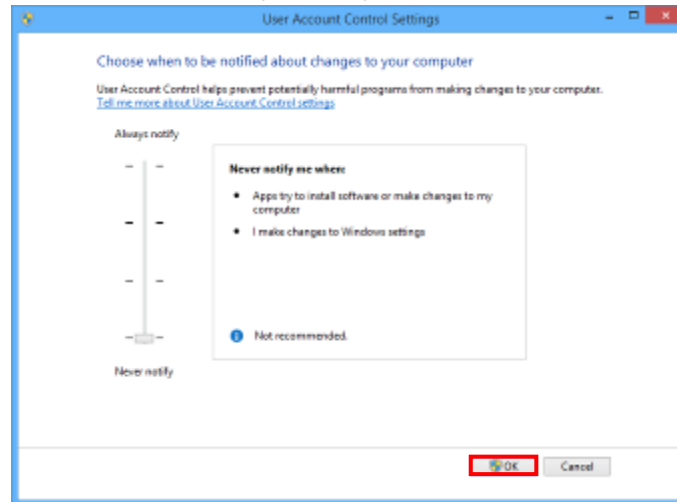 User Account Control Settings
Choose when to be notified about changes to your computer
User Account Control helps prevent potentially harmful programs from making changes to your computer.
Tell me more about User Account Control settings
Always notify
Never notify me when:
Apps try to install software or make changes to my
computer
I make changes to Windows settings
Not recommended.
Never notify
OK
Cancel